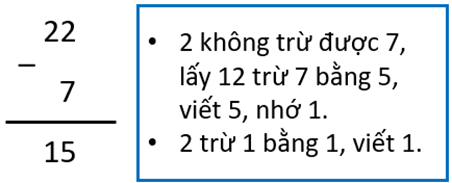 22
–
7
15
• 2 không trừ được 7,
lấy 12 trừ 7 bằng 5,
viết 5, nhớ 1.
• 2 trừ 1 bằng 1, viết 1.